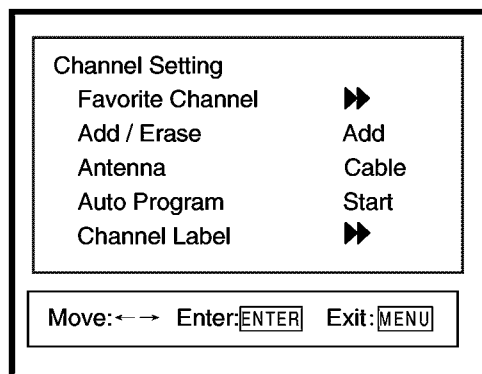 Channel Setting
Favorite Channel
Add / Erase Add
Antenna Cable
Auto Program Start
Channel Label
Move:←→ Enter:ENTER Exit:MENU